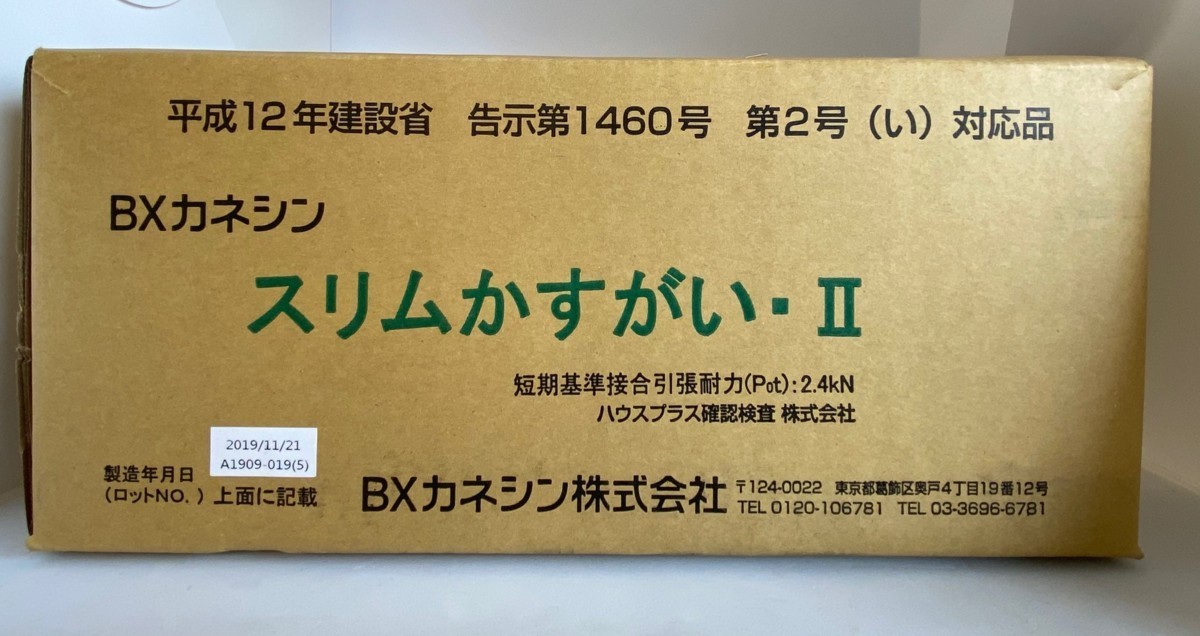 平成12年建設省 告示第1460号 第2号（い）対応品
BXカネシン
スリムかすがい・Ⅱ
短期基準接合引張耐力(Pot):2.4kN
ハウスプラス確認検査 株式会社
2019/11/21
A1909-019(5)
製造年月日
（ロットNO.）上面に記載
BXカネシン株式会社
〒124-0022 東京都葛飾区奥戸4丁目19番12号
TEL 0120-106781 TEL 03-3696-6781